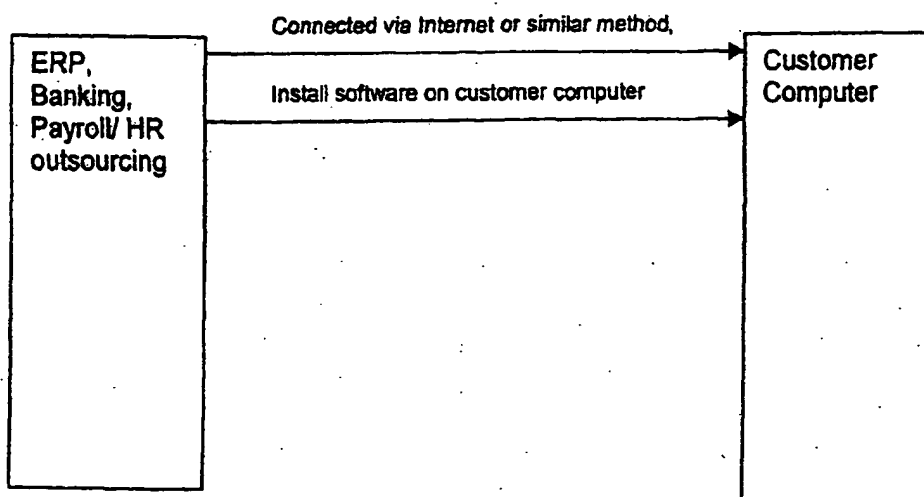 Connected via Internet or similar method,
ERP,
Banking,
Payroll/ HR
outsourcing
Install software on customer computer
Customer
Computer